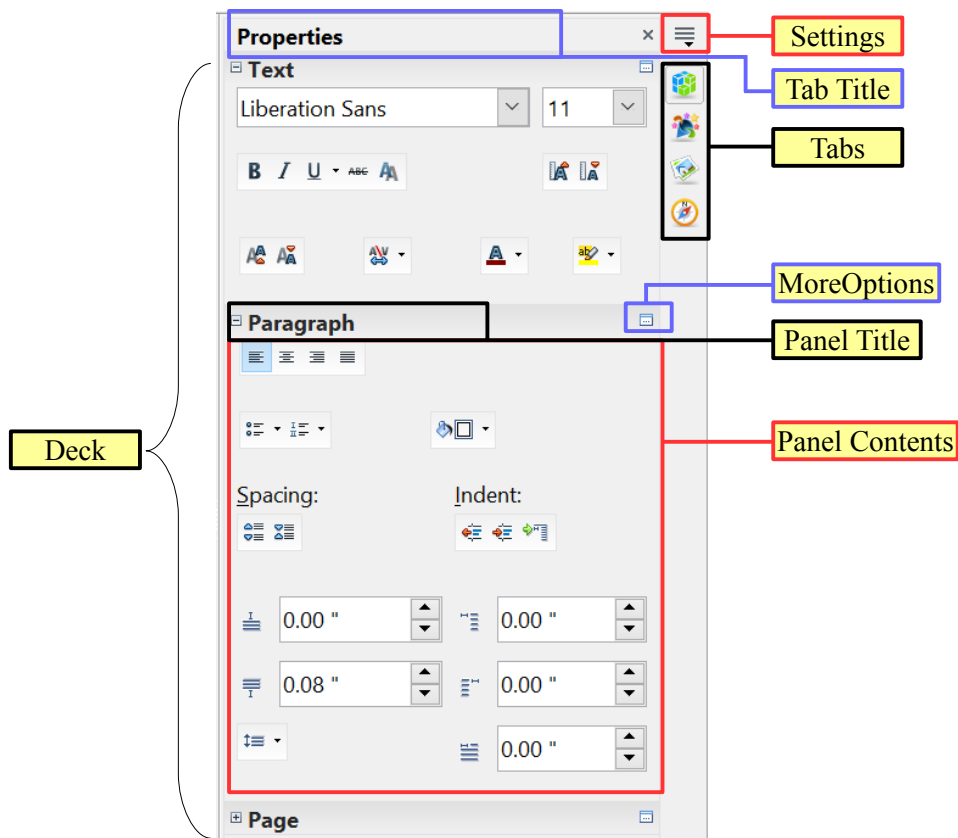 Properties
Settings
Text
Tab Title
Liberation Sans
11
Tabs
B I U ABC
MoreOptions
Paragraph
Panel Title
Deck
Panel Contents
Spacing:
Indent:
0.00 "
0.00 "
0.08 "
0.00 "
0.00 "
Page